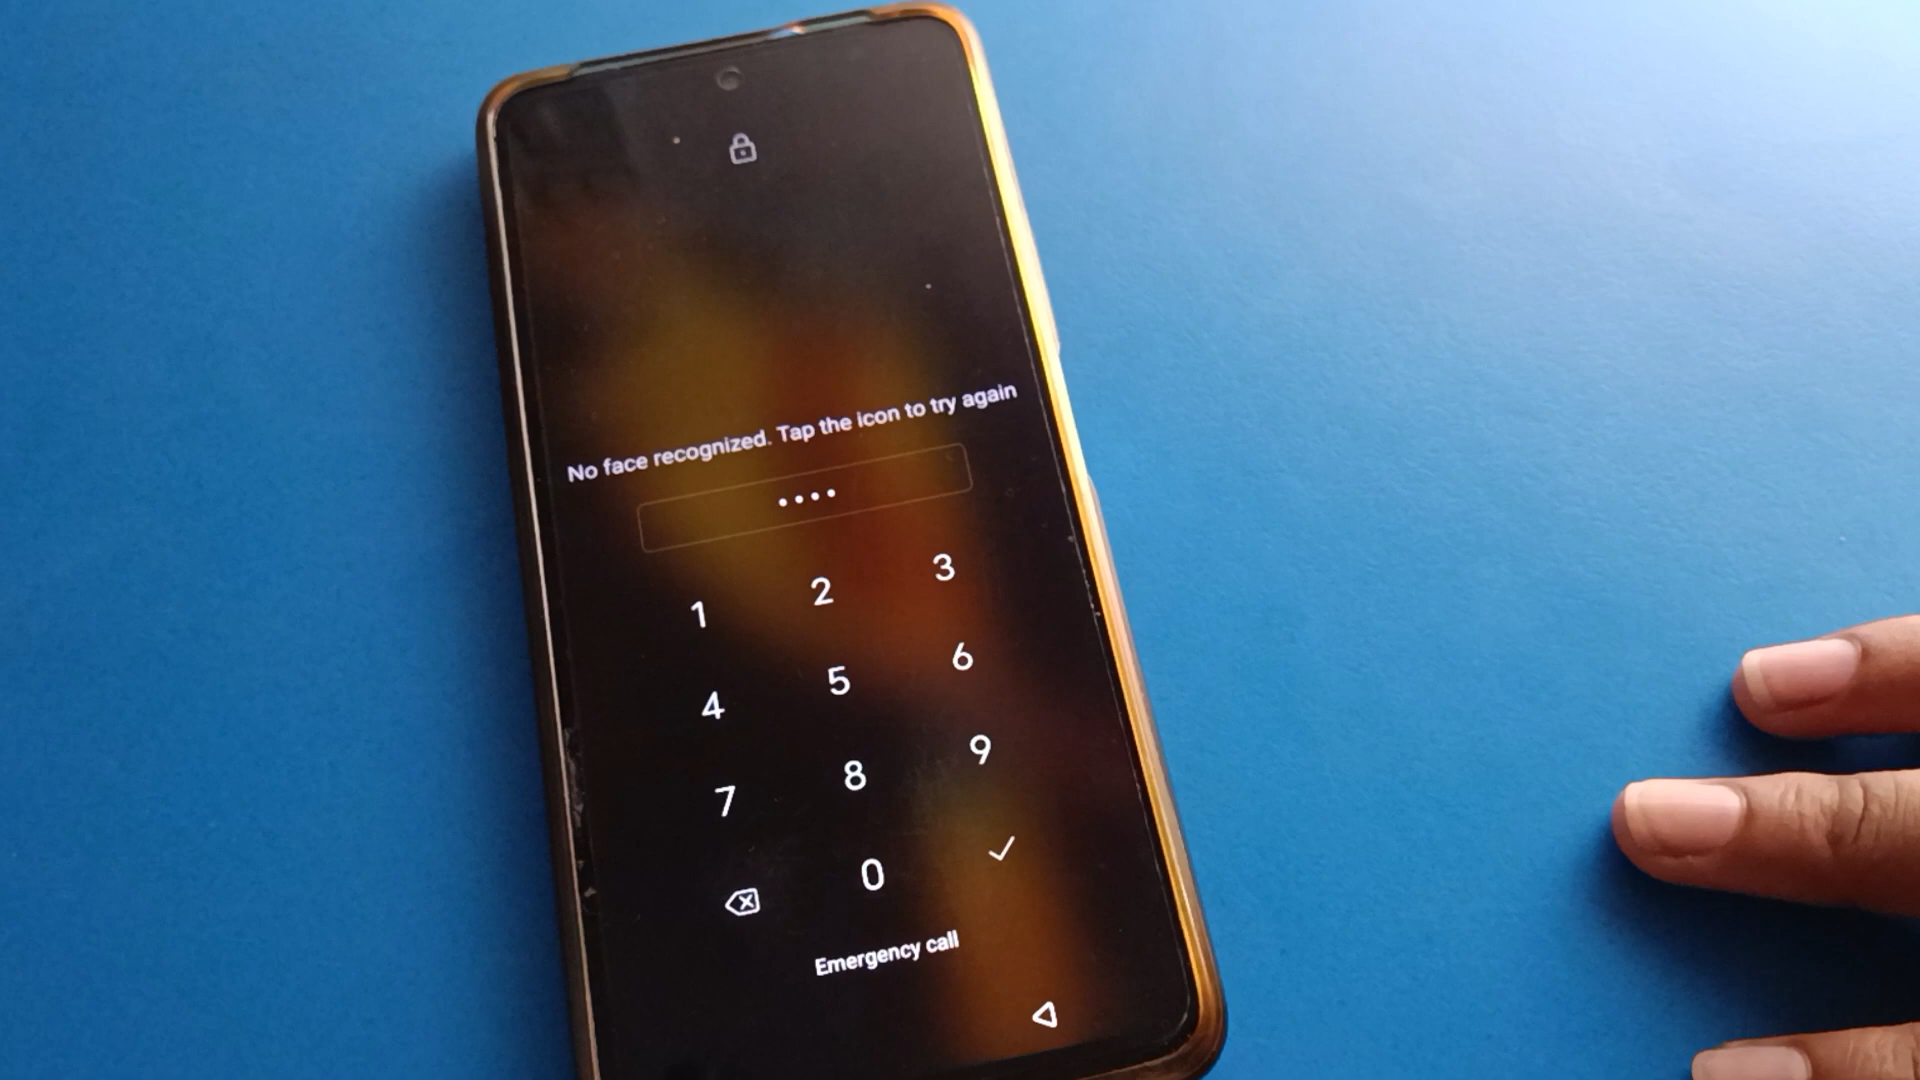 No face recognized. Tap the icon to try again
1 2 3
4 5 6
7 8 9
0
Emergency call